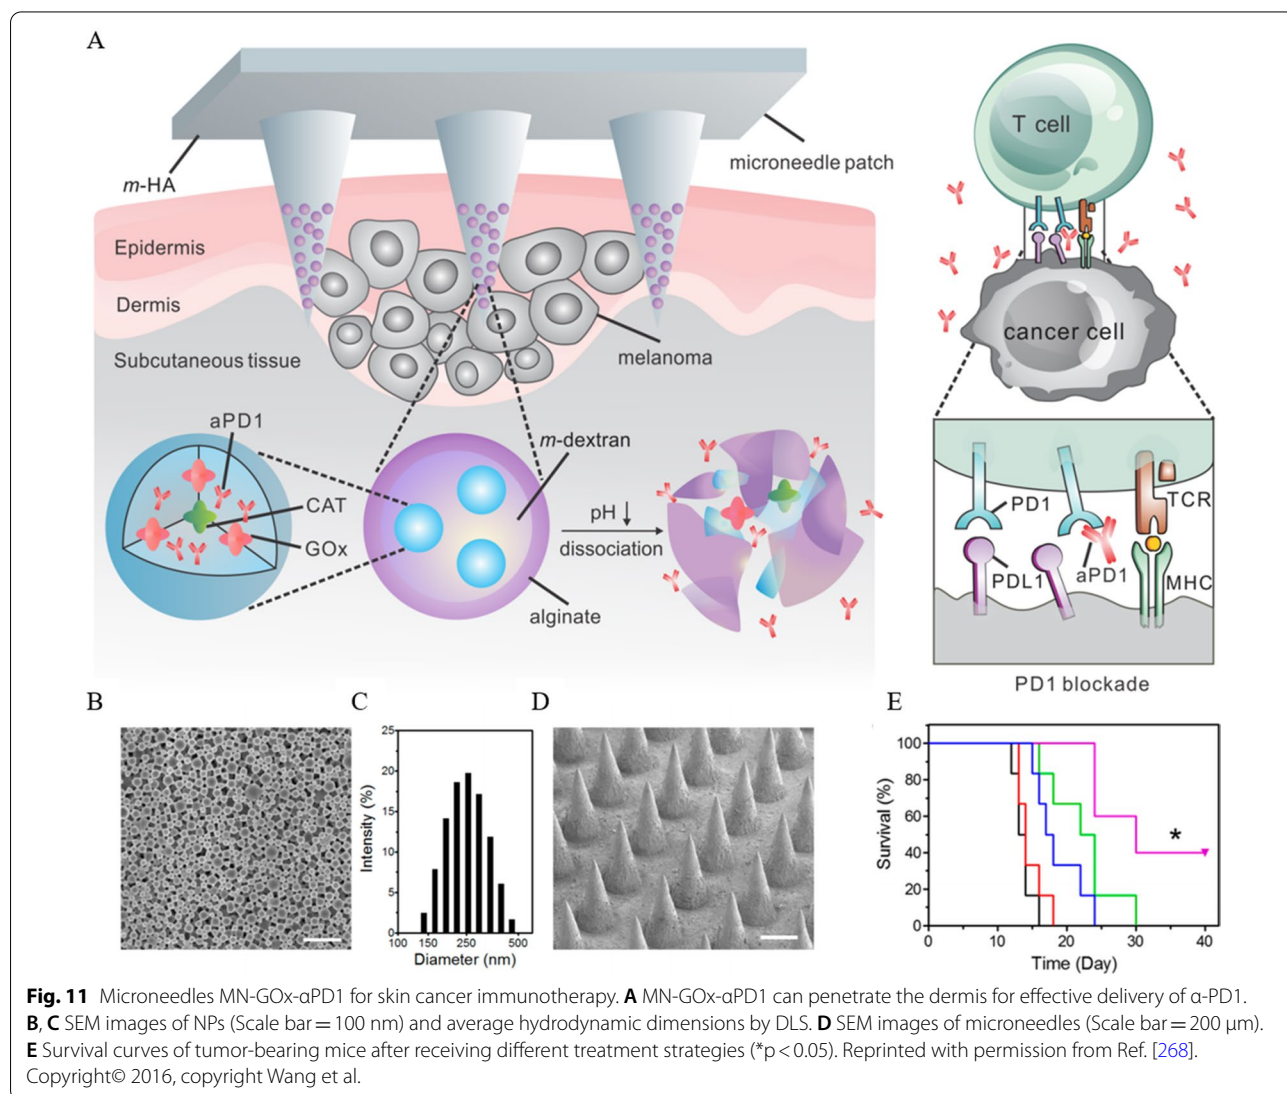 A
m-HA
microneedle patch
Epidermis
Dermis
Subcutaneous tissue
melanoma
aPD1
CAT
GOx
m-dextran
alginate
pH ↓
dissociation
T cell
cancer cell
PD1
TCR
PDL1
aPD1
MHC
PD1 blockade
B
C
25
20
15
10
5
0
Intensity (%)
100 150 250 500
Diameter (nm)
D
E
100
80
60
40
20
0
Survival (%)
*
0 10 20 30 40
Time (Day)
Fig. 11 Microneedles MN-GOx-αPD1 for skin cancer immunotherapy. A MN-GOx-αPD1 can penetrate the dermis for effective delivery of α-PD1.
B, C SEM images of NPs (Scale bar = 100 nm) and average hydrodynamic dimensions by DLS. D SEM images of microneedles (Scale bar = 200 μm).
E Survival curves of tumor-bearing mice after receiving different treatment strategies (*p < 0.05). Reprinted with permission from Ref. [268].
Copyright© 2016, copyright Wang et al.